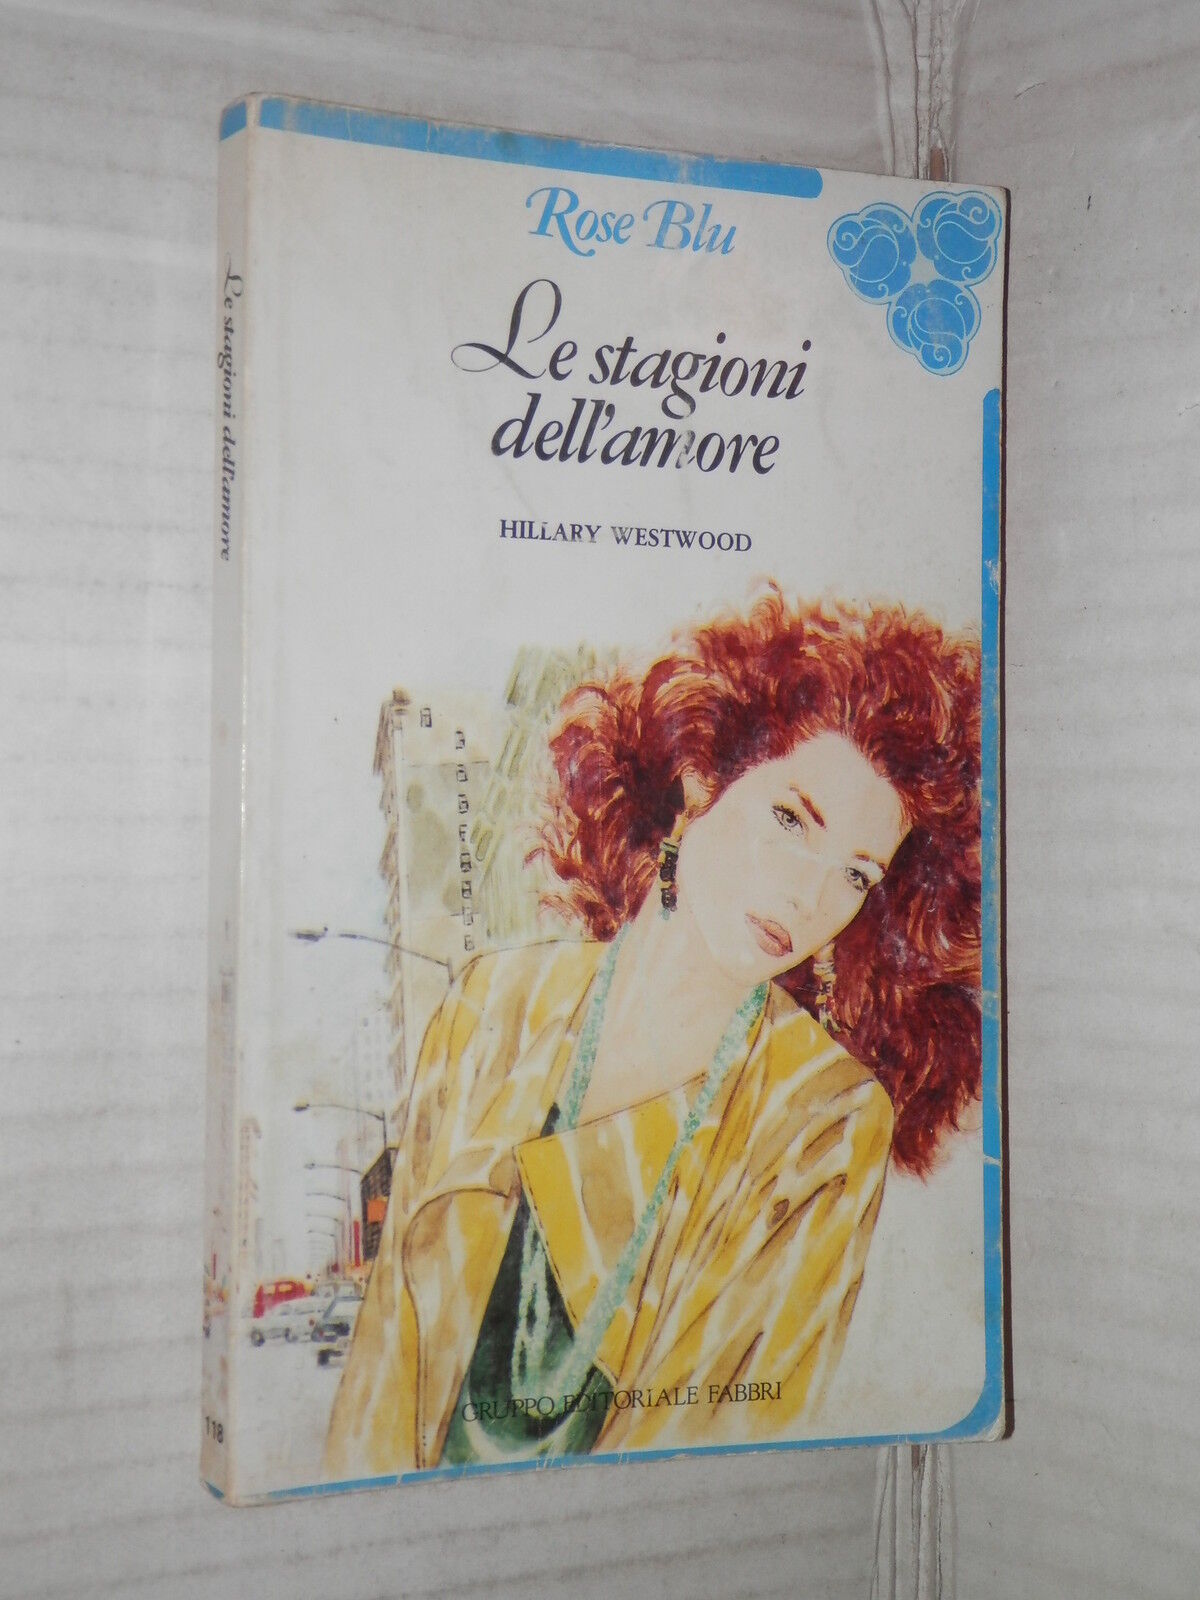 Rose Blu
Le stagioni
dell'amore
HILLARY WESTWOOD
GRUPPO EDITORIALE FABBRI
Le stagioni dell'amore
118